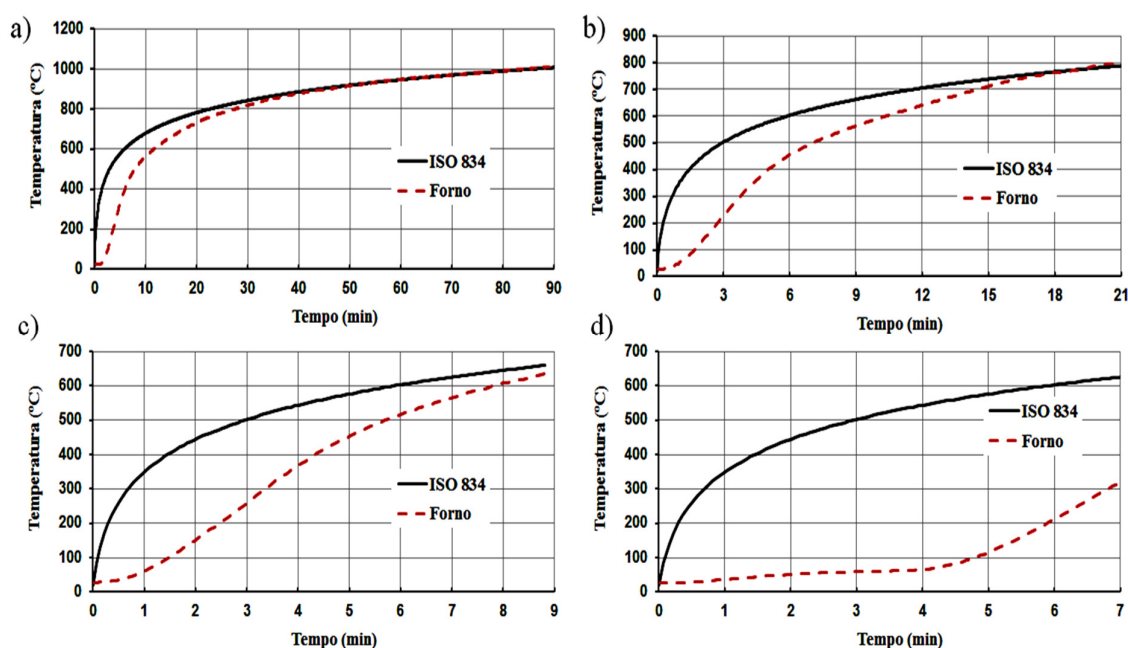 a)
Temperatura (ºC)
1200
1000
800
600
400
200
0
ISO 834
Forno
0 10 20 30 40 50 60 70 80 90
Tempo (min)
b)
Temperatura (ºC)
900
800
700
600
500
400
300
200
100
0
ISO 834
Forno
0 3 6 9 12 15 18 21
Tempo (min)
c)
Temperatura (ºC)
700
600
500
400
300
200
100
0
ISO 834
Forno
0 1 2 3 4 5 6 7 8 9
Tempo (min)
d)
Temperatura (ºC)
700
600
500
400
300
200
100
0
ISO 834
Forno
0 1 2 3 4 5 6 7
Tempo (min)